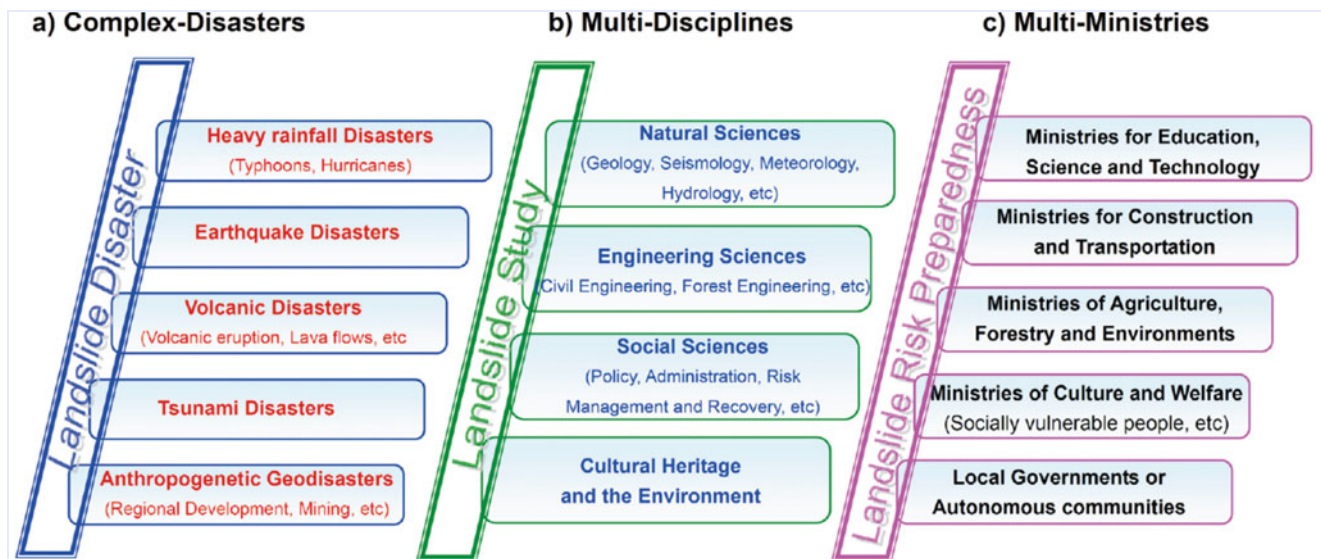 a) Complex-Disasters
Landslide Disaster
Heavy rainfall Disasters
(Typhoons, Hurricanes)
Earthquake Disasters
Volcanic Disasters
(Volcanic eruption, Lava flows, etc
Tsunami Disasters
Anthropogenetic Geodisasters
(Regional Development, Mining, etc)
b) Multi-Disciplines
Landslide Study
Natural Sciences
(Geology, Seismology, Meteorology,
Hydrology, etc)
Engineering Sciences
(Civil Engineering, Forest Engineering, etc)
Social Sciences
(Policy, Administration, Risk
Management and Recovery, etc)
Cultural Heritage
and the Environment
c) Multi-Ministries
Landslide Risk Preparedness
Ministries for Education,
Science and Technology
Ministries for Construction
and Transportation
Ministries of Agriculture,
Forestry and Environments
Ministries of Culture and Welfare
(Socially vulnerable people, etc)
Local Governments or
Autonomous communities